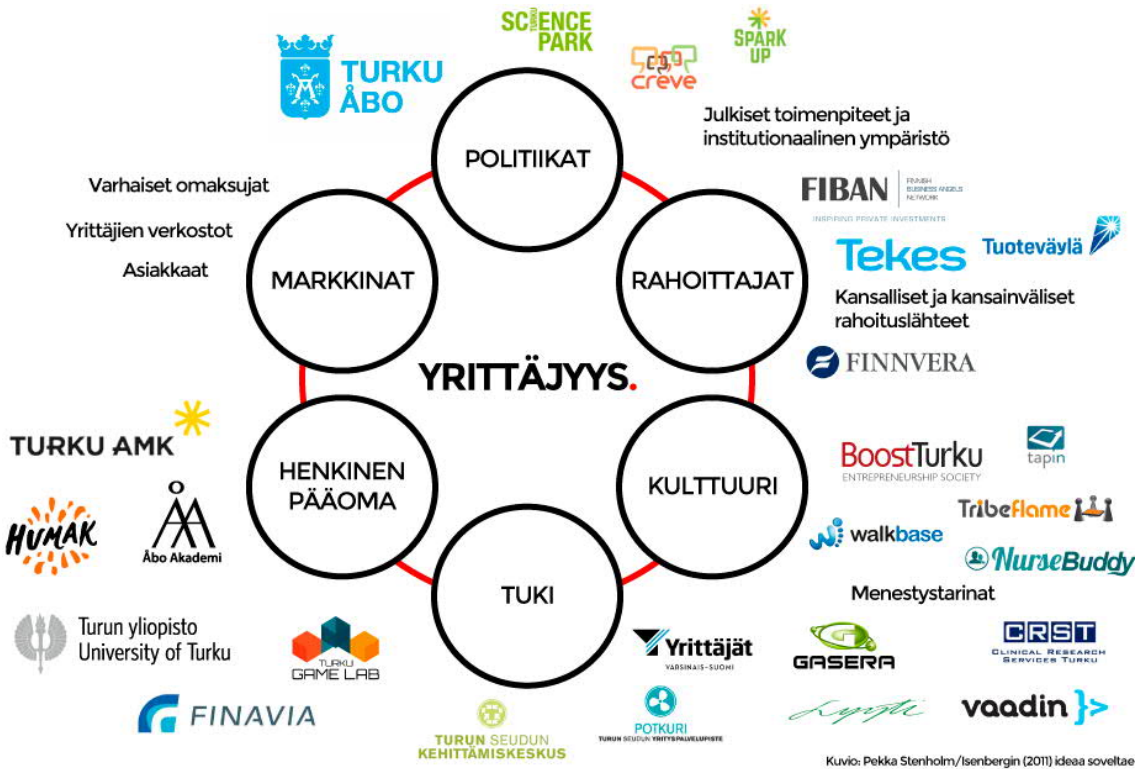 SCIENCE
TURKU
PARK
SPARK
UP
TURKU
ÅBO
crève
Julkiset toimenpiteet ja
institutionaalinen ympäristö
POLITIIKAT
Varhaiset omaksujat
FIBAN
FINNISH
BUSINESS ANGELS
NETWORK
INSPIRING PRIVATE INVESTMENTS
Yrittäjien verkostot
Tekes
Tuoteväylä
Asiakkaat
MARKKINAT
RAHOITTAJAT
Kansalliset ja kansainväliset
rahoituslähteet
FINNVERA
YRITTÄJYYS.
TURKU AMK
HENKINEN
PÄÄOMA
KULTTUURI
BoostTurku
ENTREPRENEURSHIP SOCIETY
tapin
HUMAK
Åbo Akademi
TribeFlame
walkbase
NurseBuddy
TUKI
Menestystarinat
Turun yliopisto
University of Turku
TURKU
GAME LAB
Yrittäjät
VARSINAIS-SUOMI
G
GASERA
CRST
CLINICAL RESEARCH
SERVICES TURKU
FINAVIA
TURUN SEUDUN
KEHITTÄMISKESKUS
POTKURI
TURUN SEUDUN YRITYSPALVELUPISTE
Lyyti
vaadin }>
Kuvio: Pekka Stenholm/Isenbergin (2011) ideaa soveltae